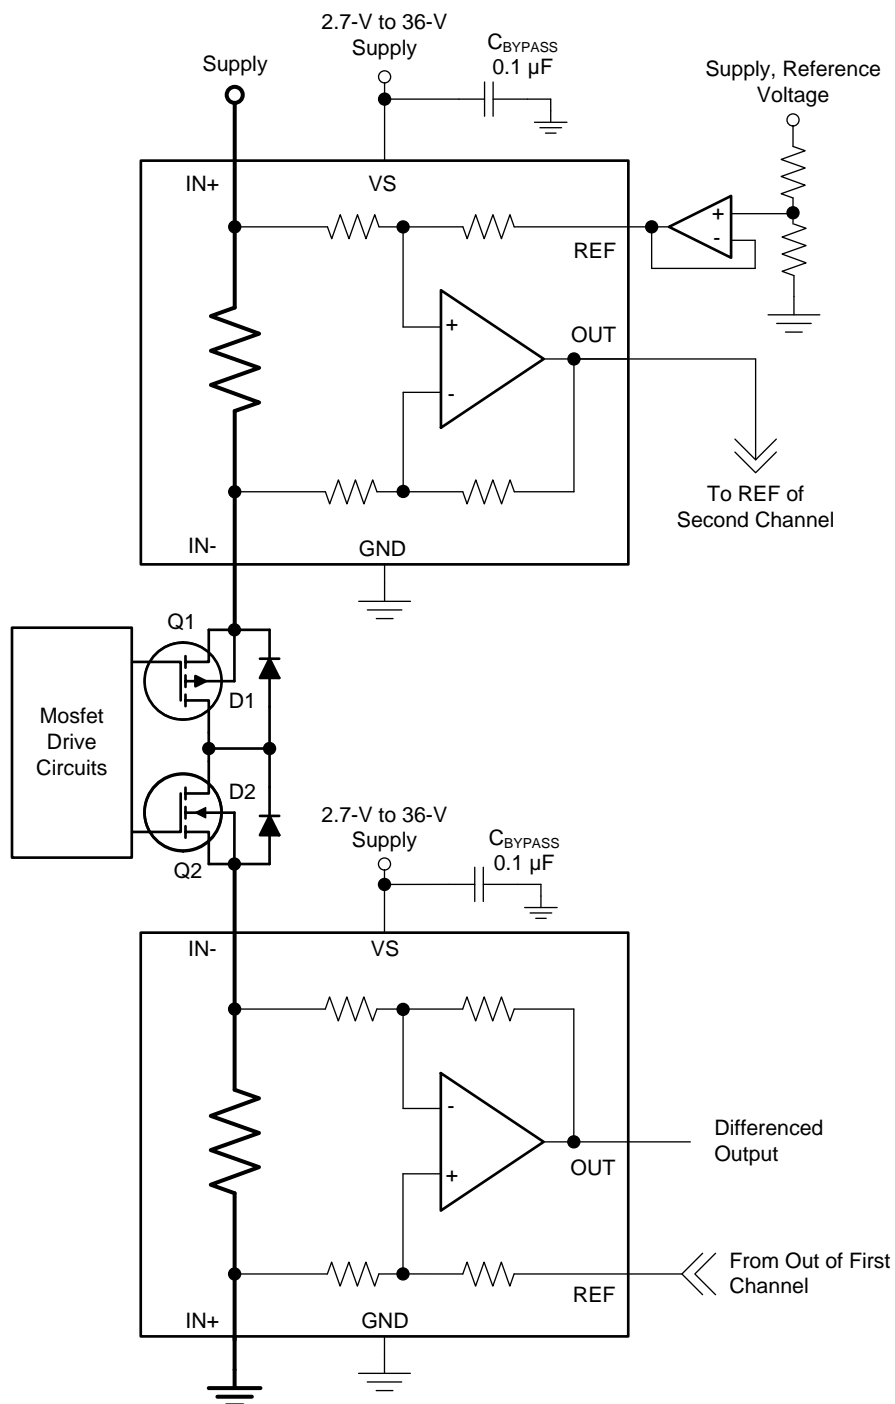 2.7-V to 36-V
Supply
CBYPASS
0.1 µF
Supply
Supply, Reference
Voltage
IN+
VS
+
-
REF
+
-
OUT
To REF of
Second Channel
IN-
GND
Q1
D1
Mosfet
Drive
Circuits
D2
Q2
2.7-V to 36-V
Supply
CBYPASS
0.1 µF
IN-
VS
-
+
OUT
Differenced
Output
From Out of First
Channel
REF
IN+
GND